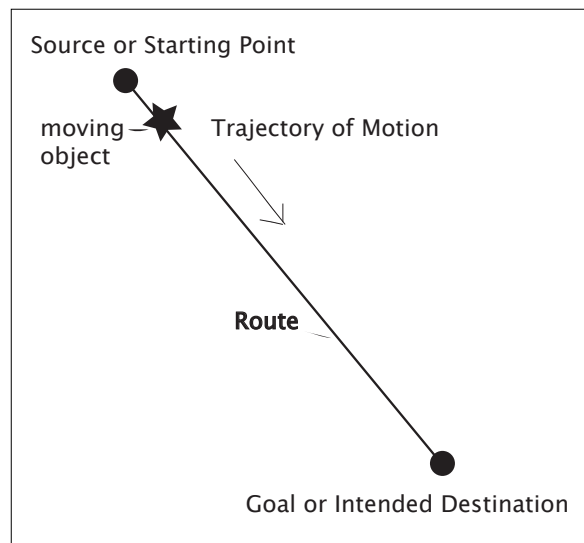 Source or Starting Point
moving
object
Trajectory of Motion
Route
Goal or Intended Destination